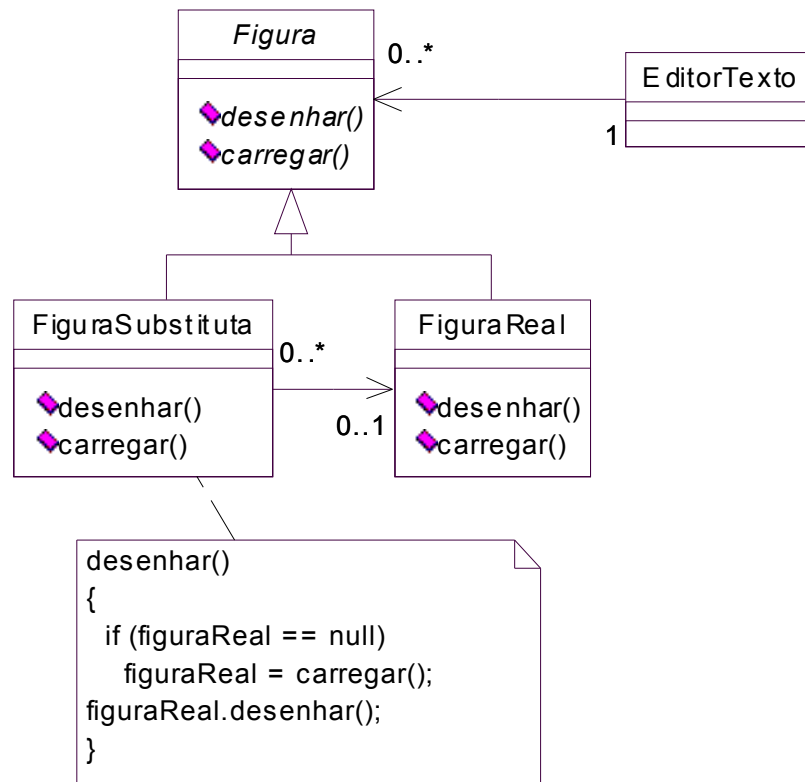 Figura
0..*
desenhar()
carregar()
EditorTexto
1
FiguraSubstituta
desenhar()
carregar()
0..*
0..1
FiguraReal
desenhar()
carregar()
desenhar()
{
if (figuraReal == null)
figuraReal = carregar();
figuraReal.desenhar();
}